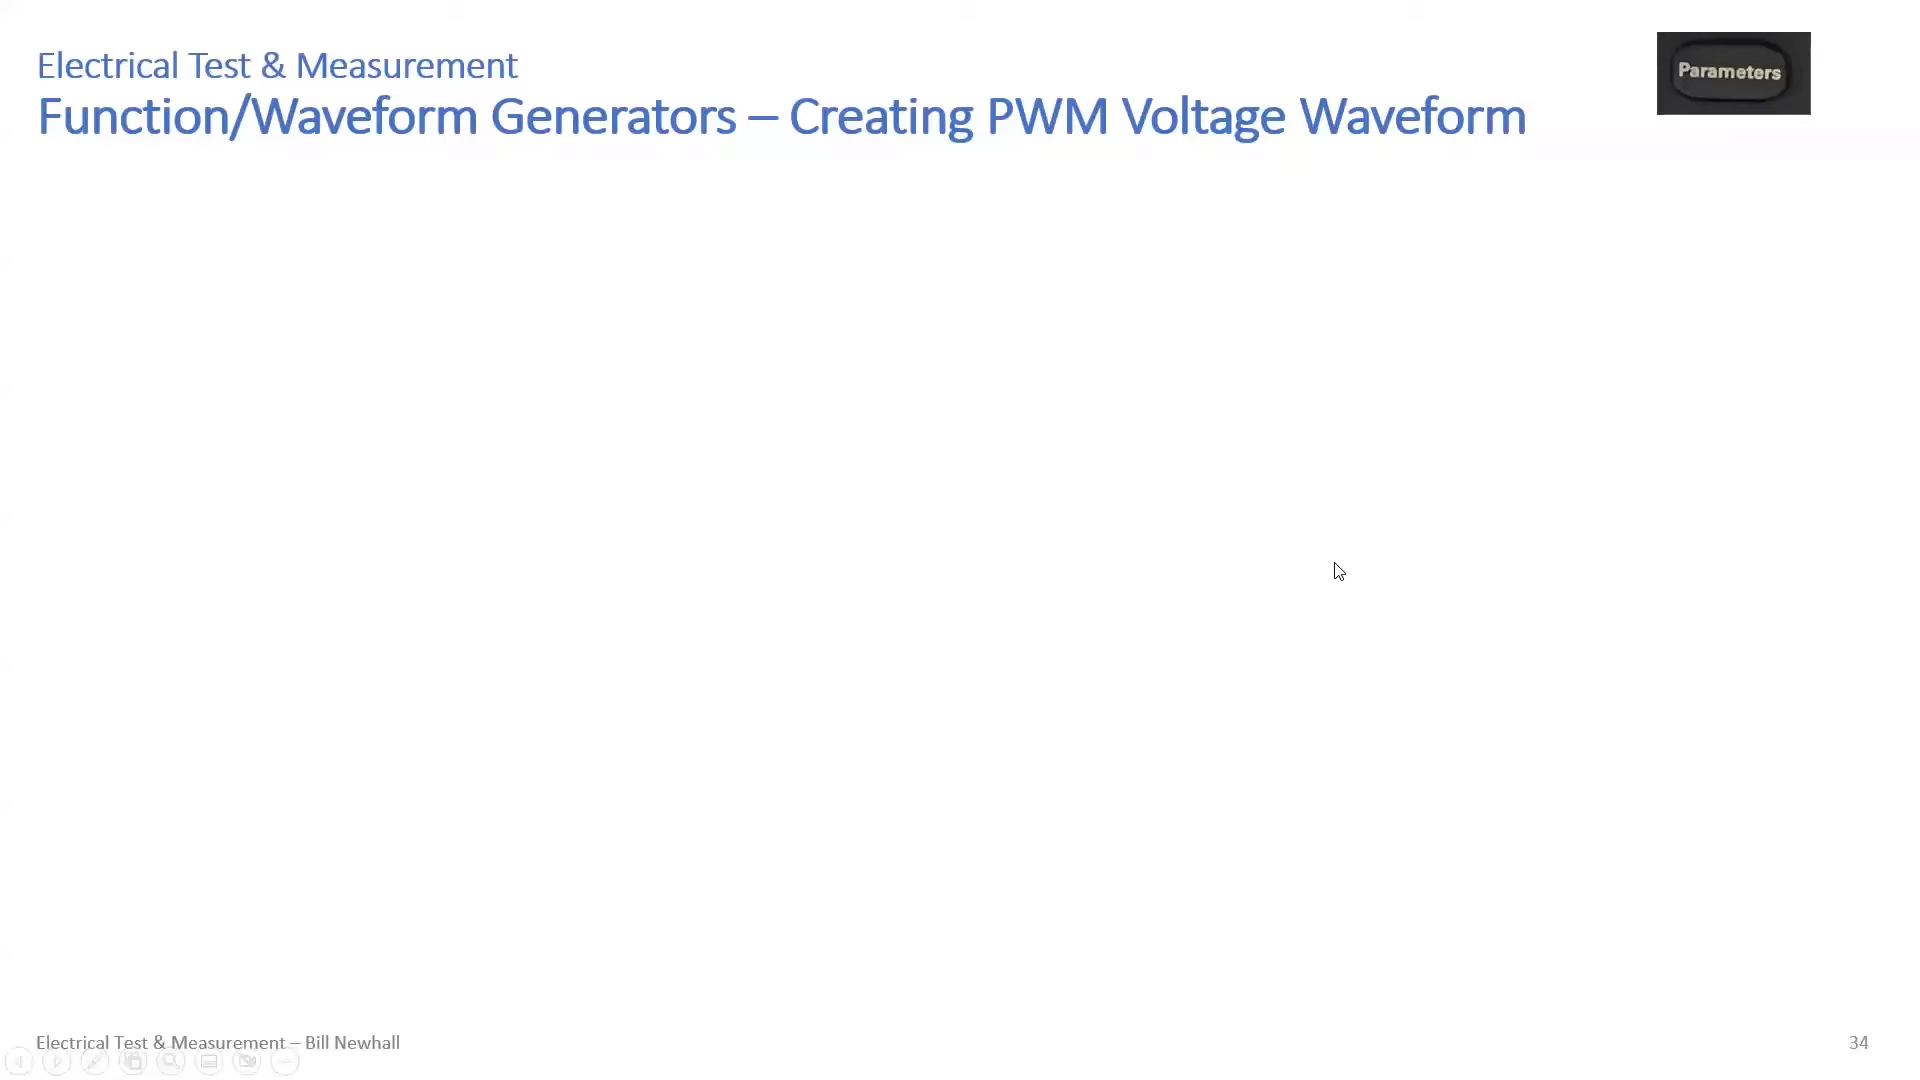 Electrical Test & Measurement
Function/Waveform Generators – Creating PWM Voltage Waveform
Parameters
Electrical Test & Measurement – Bill Newhall
34